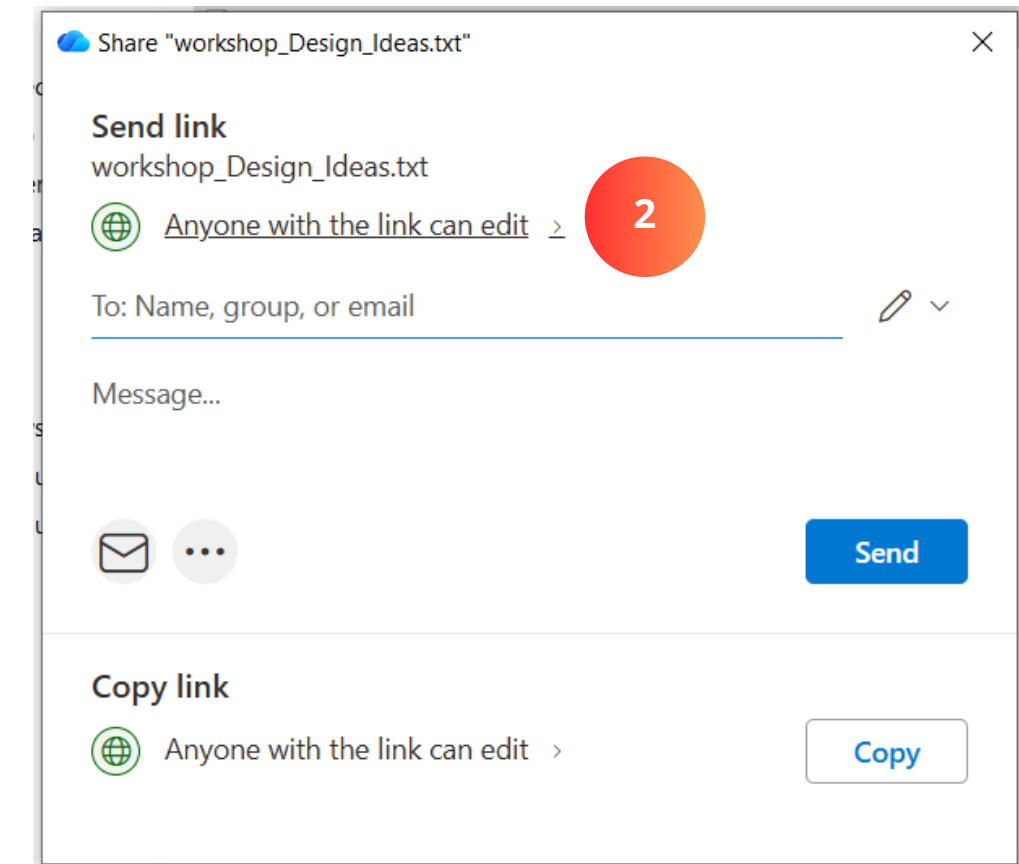 Share "workshop_Design_Ideas.txt"
Send link
workshop_Design_Ideas.txt
Anyone with the link can edit >
2
To: Name, group, or email
Message...
Send
Copy link
Anyone with the link can edit >
Copy